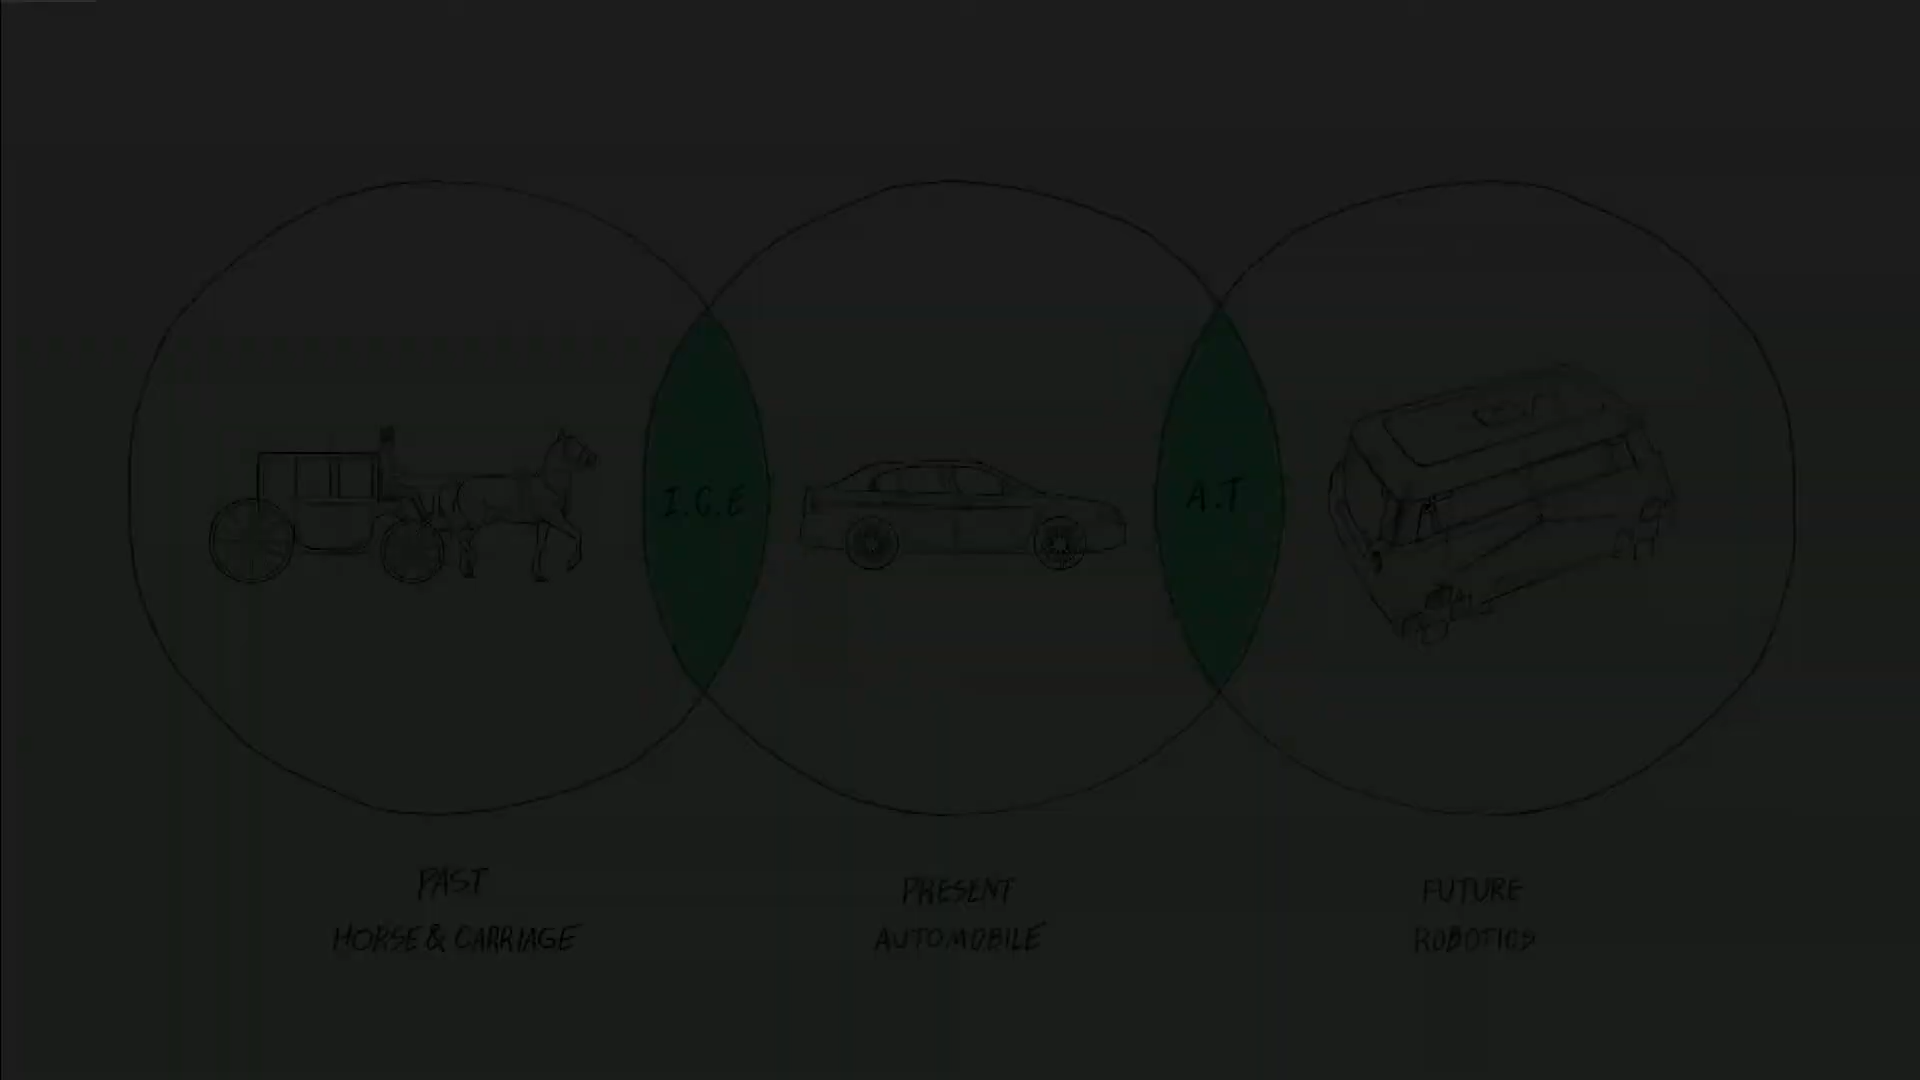 I.C.E
A.T
PAST
HORSE & CARRIAGE
PRESENT
AUTOMOBILE
FUTURE
ROBOTICS